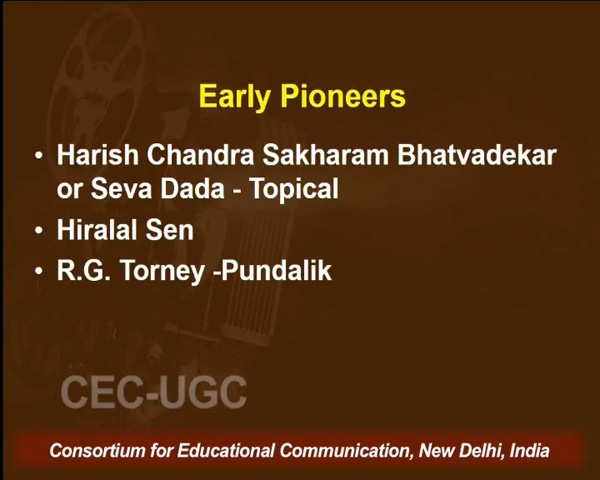 Early Pioneers
• Harish Chandra Sakharam Bhatvadekar
or Seva Dada - Topical
• Hiralal Sen
• R.G. Torney -Pundalik
CEC-UGC
Consortium for Educational Communication, New Delhi, India